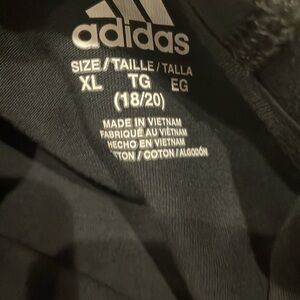 adidas
SIZE/TAILLE/TALLA
XL TG EG
(18/20)
MADE IN VIETNAM
FABRIQUÉ AU VIETNAM
HECHO EN VIETNAM
TON/COTON/ALGODÓN